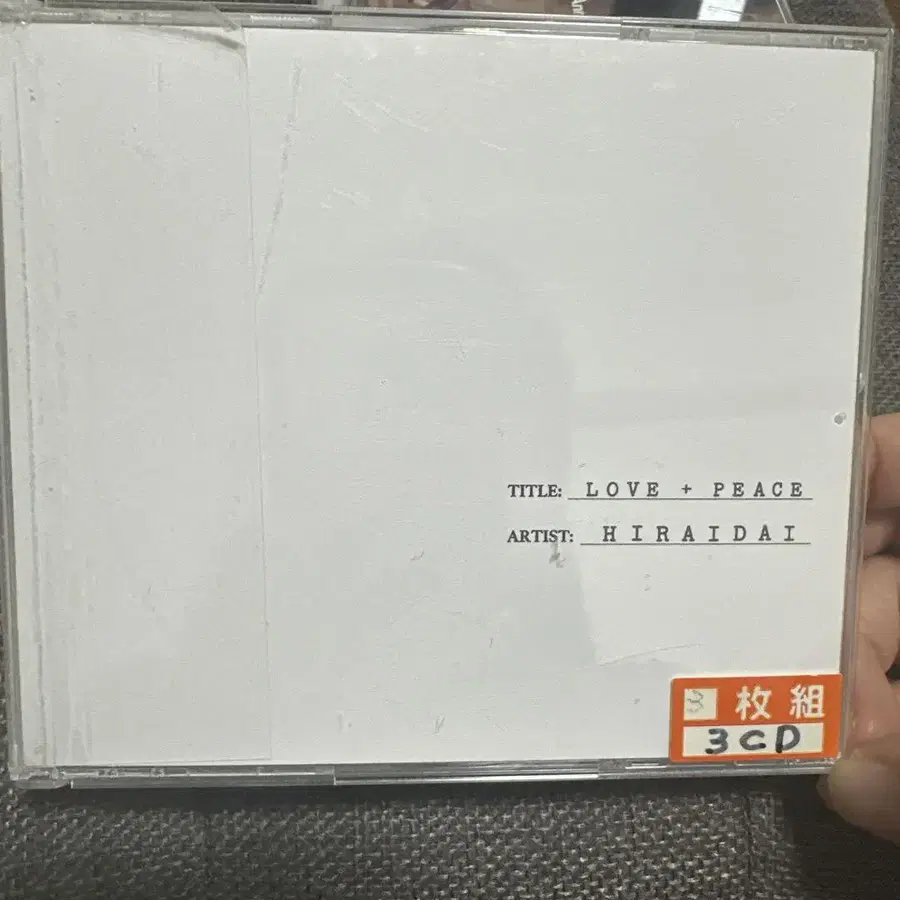 TITLE: LOVE + PEACE
ARTIST: HIRAIDAI
3 枚組
3CD